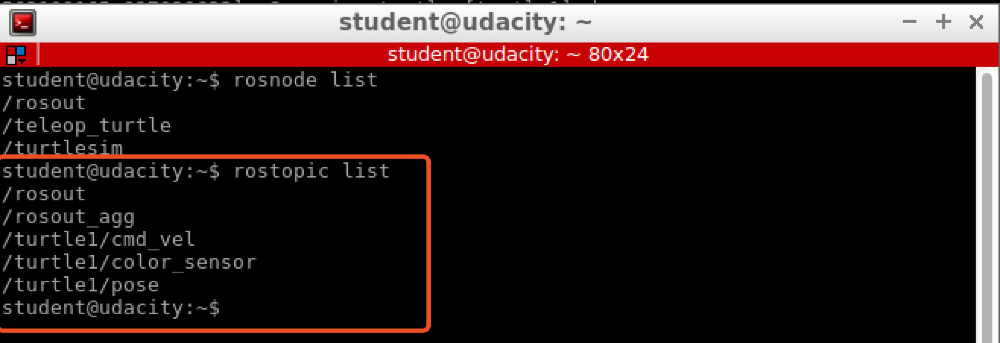 student@udacity: ~
student@udacity: ~ 80x24
student@udacity:~$ rosnode list
/rosout
/teleop_turtle
/turtlesim
student@udacity:~$ rostopic list
/rosout
/rosout_agg
/turtle1/cmd_vel
/turtle1/color_sensor
/turtle1/pose
student@udacity:~$